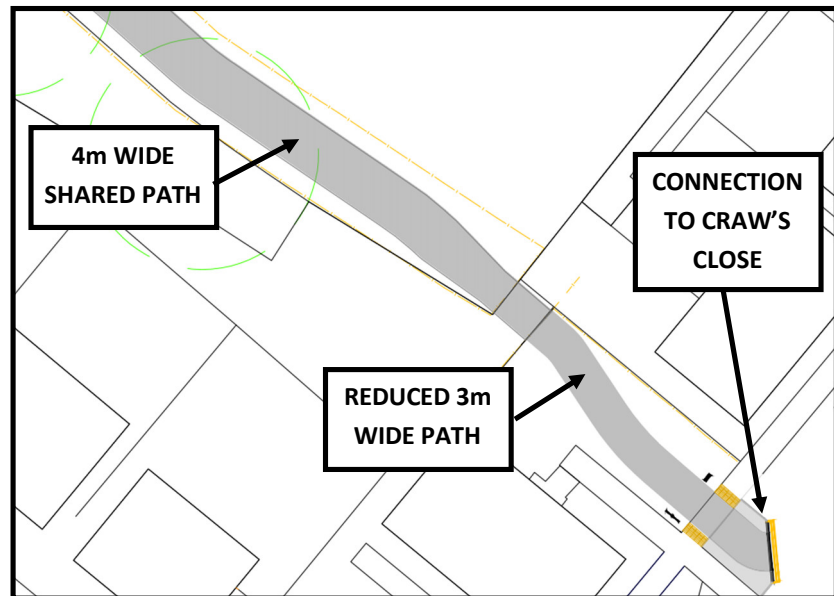 4m WIDE
SHARED PATH
CONNECTION
TO CRAW’S
CLOSE
REDUCED 3m
WIDE PATH